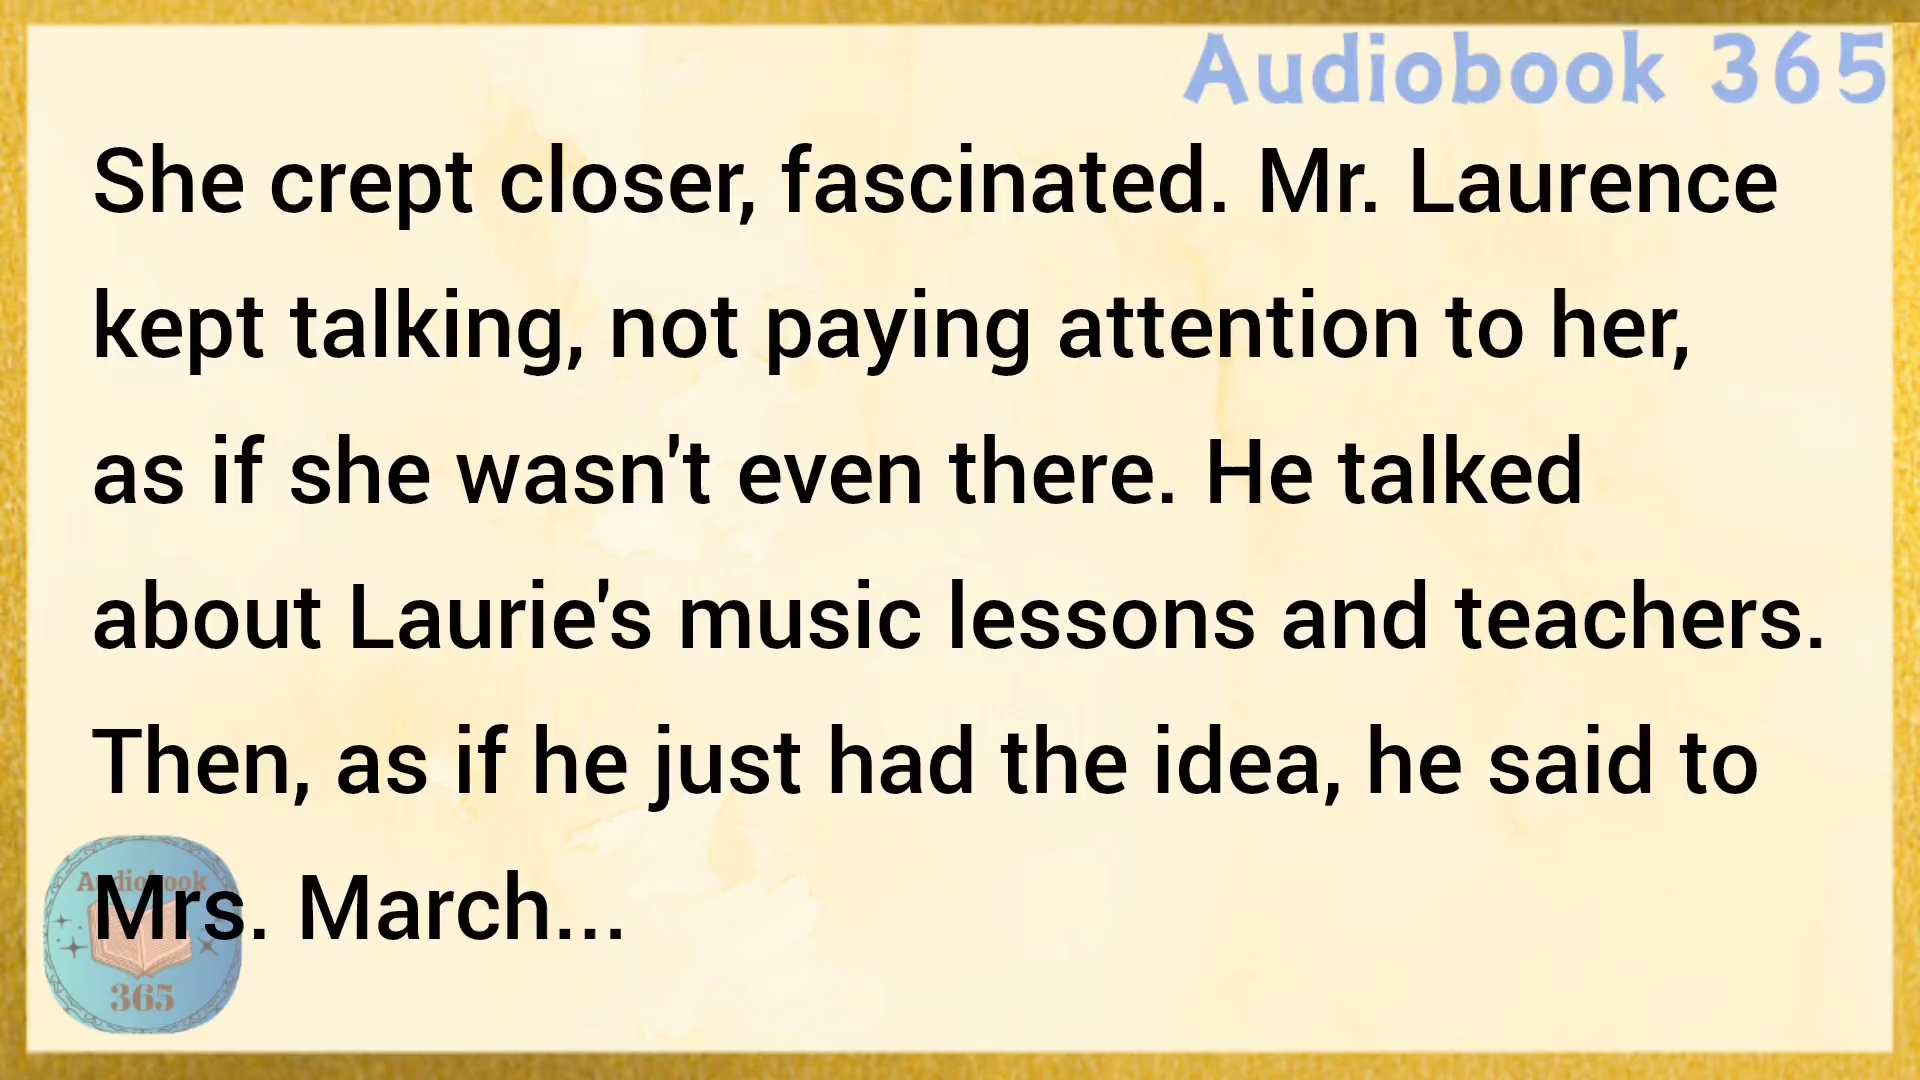 Audiobook 365
She crept closer, fascinated. Mr. Laurence
kept talking, not paying attention to her,
as if she wasn't even there. He talked
about Laurie's music lessons and teachers.
Then, as if he just had the idea, he said to
Mrs. March...
Audiobook
365